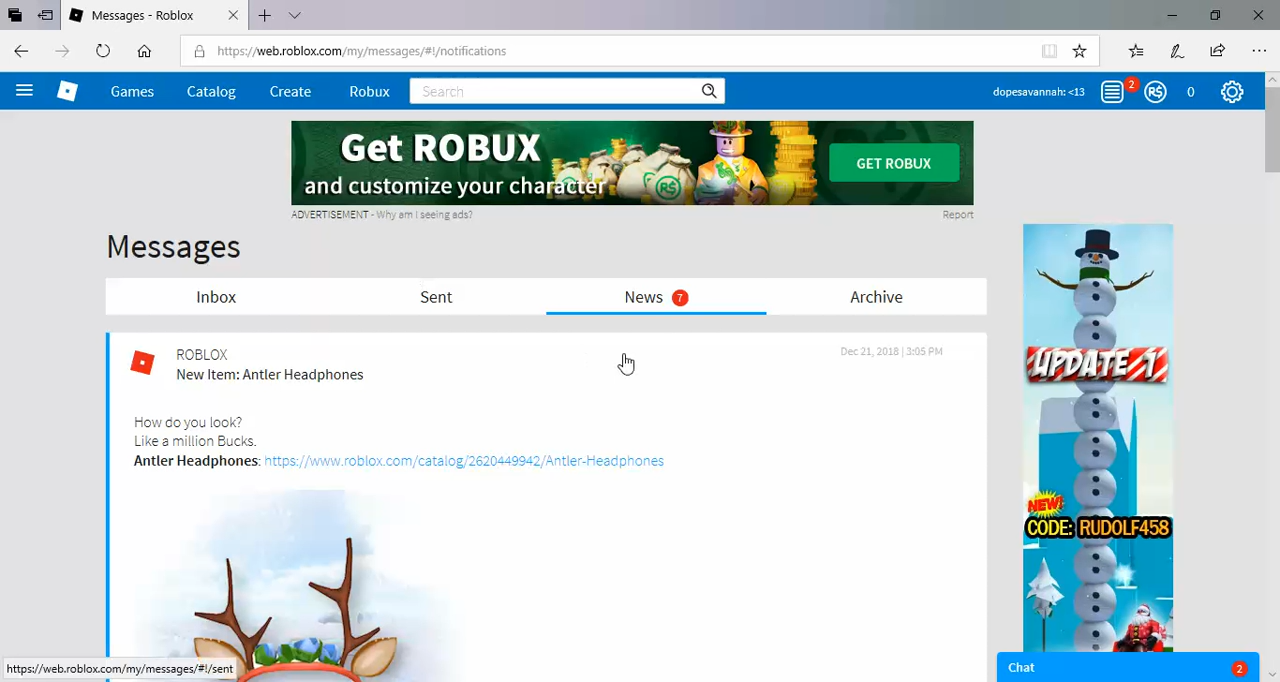 Messages - Roblox
https://web.roblox.com/my/messages/#!/notifications
Games Catalog Create Robux Search dopesavannah: <13 2 R$ 0
Get ROBUX
and customize your character
GET ROBUX
ADVERTISEMENT - Why am I seeing ads? Report
Messages
Inbox Sent News 7 Archive
ROBLOX Dec 21, 2018 | 3:05 PM
New Item: Antler Headphones
How do you look?
Like a million Bucks.
Antler Headphones: https://www.roblox.com/catalog/2620449942/Antler-Headphones
UPDATE 1
NEW!
CODE: RUDOLF458
https://web.roblox.com/my/messages/#!/sent
Chat 2